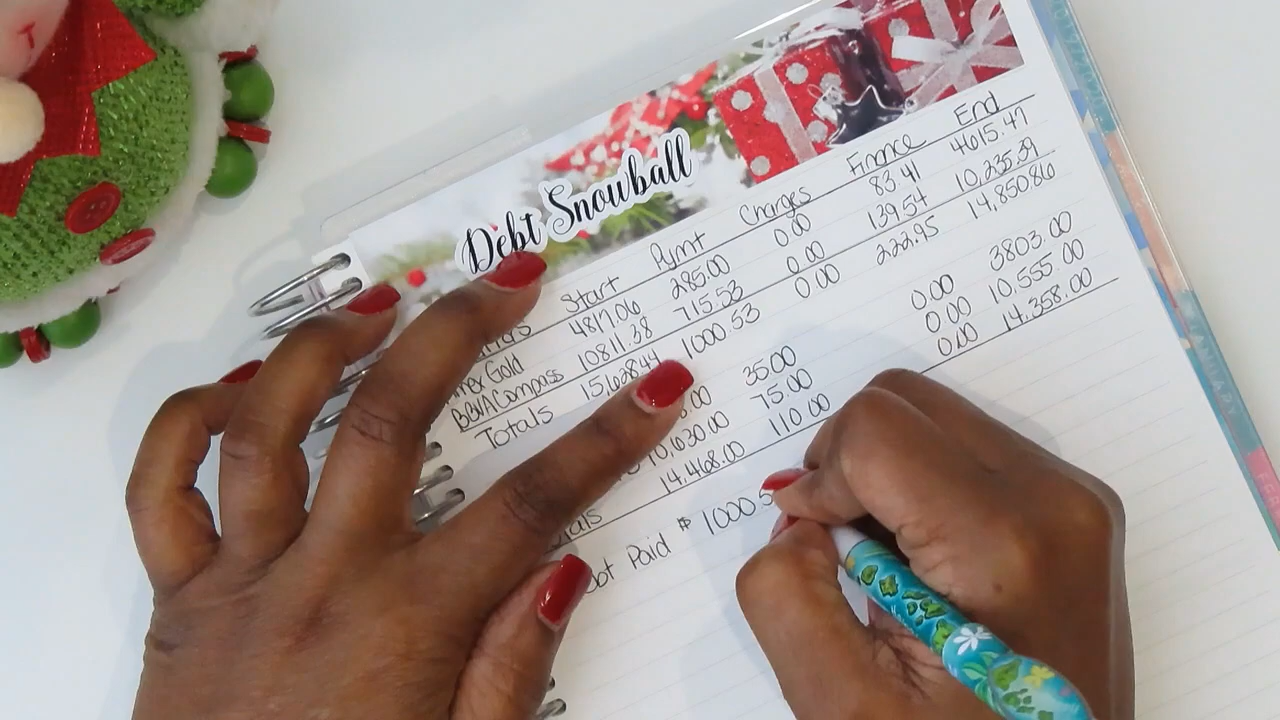 Debt Snowball
Start Pymt Charges Finance End
Amex Gold 4817.06 285.00 0.00 83.41 4615.47
BBVA Compass 10811.38 715.53 0.00 139.54 10,235.39
Totals 15,628.44 1000.53 0.00 222.95 14,850.86
35.00 0.00 3803.00
10,630.00 75.00 0.00 10,555.00
14,468.00 110.00 0.00 14,358.00
Paid $ 1000.5